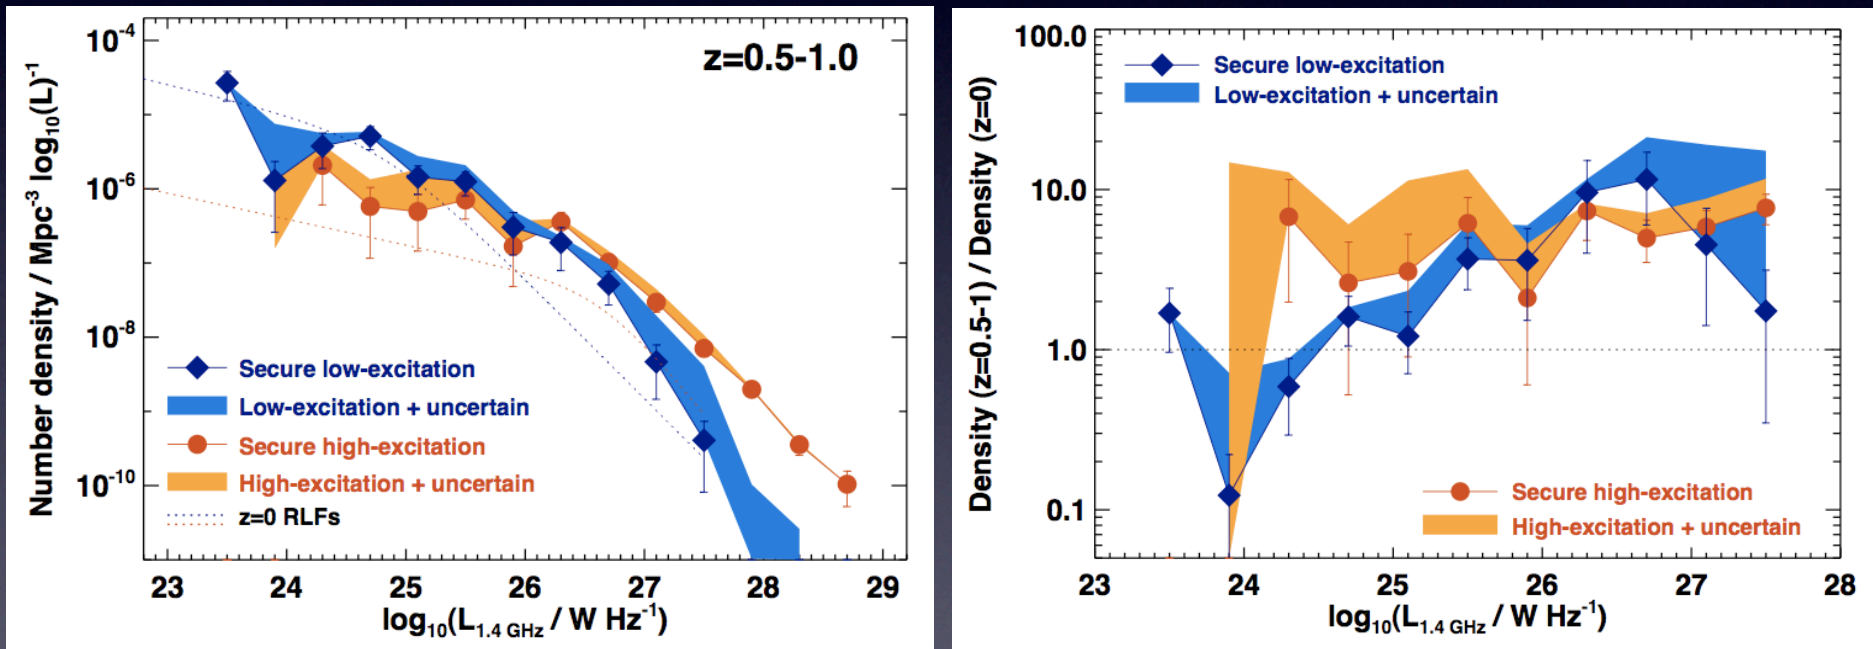 z=0.5-1.0
10⁻⁴
10⁻⁶
10⁻⁸
10⁻¹⁰
Number density / Mpc⁻³ log₁₀(L)⁻¹
Secure low-excitation
Low-excitation + uncertain
Secure high-excitation
High-excitation + uncertain
z=0 RLFs
23 24 25 26 27 28 29
log₁₀(L₁.₄ GHz / W Hz⁻¹)
100.0
10.0
1.0
0.1
Density (z=0.5-1) / Density (z=0)
Secure low-excitation
Low-excitation + uncertain
Secure high-excitation
High-excitation + uncertain
23 24 25 26 27 28
log₁₀(L₁.₄ GHz / W Hz⁻¹)